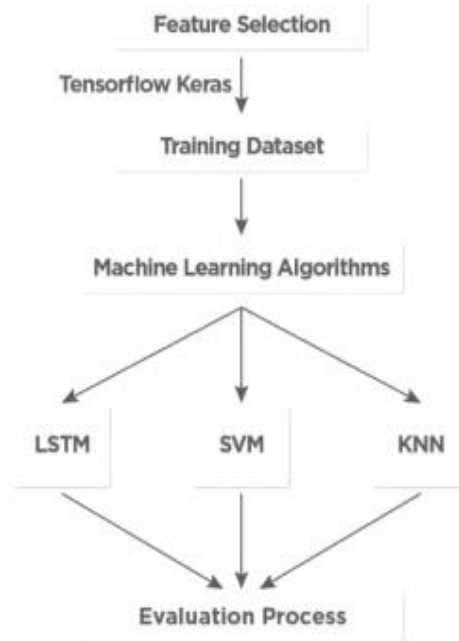 Feature Selection
Tensorflow Keras
Training Dataset
Machine Learning Algorithms
LSTM
SVM
KNN
Evaluation Process